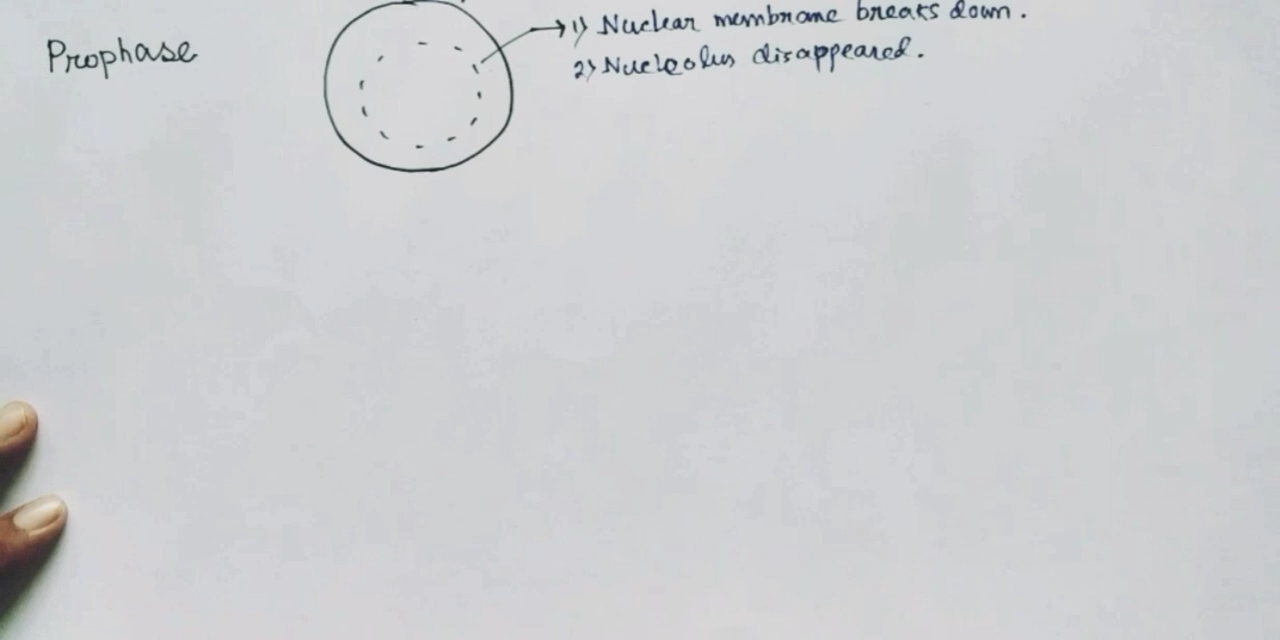 Prophase
1) Nuclear membrane breaks down.
2) Nucleolus disappeared.